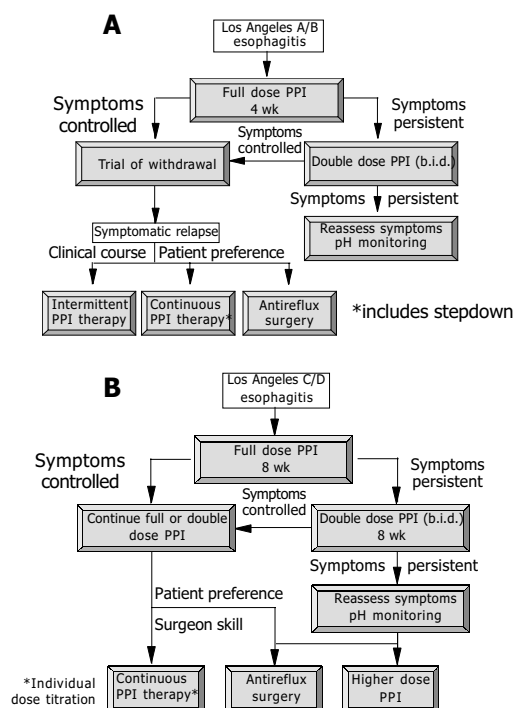 A
Los Angeles A/B
esophagitis
Full dose PPI
4 wk
Symptoms
controlled
Symptoms
persistent
Symptoms
controlled
Trial of withdrawal
Double dose PPI (b.i.d.)
Symptoms persistent
Reassess symptoms
pH monitoring
Symptomatic relapse
Clinical course Patient preference
Intermittent
PPI therapy
Continuous
PPI therapy*
Antireflux
surgery
*includes stepdown
B
Los Angeles C/D
esophagitis
Full dose PPI
8 wk
Symptoms
controlled
Symptoms
persistent
Symptoms
controlled
Continue full or double
dose PPI
Double dose PPI (b.i.d.)
8 wk
Symptoms persistent
Reassess symptoms
pH monitoring
Patient preference
Surgeon skill
*Individual
dose titration
Continuous
PPI therapy*
Antireflux
surgery
Higher dose
PPI